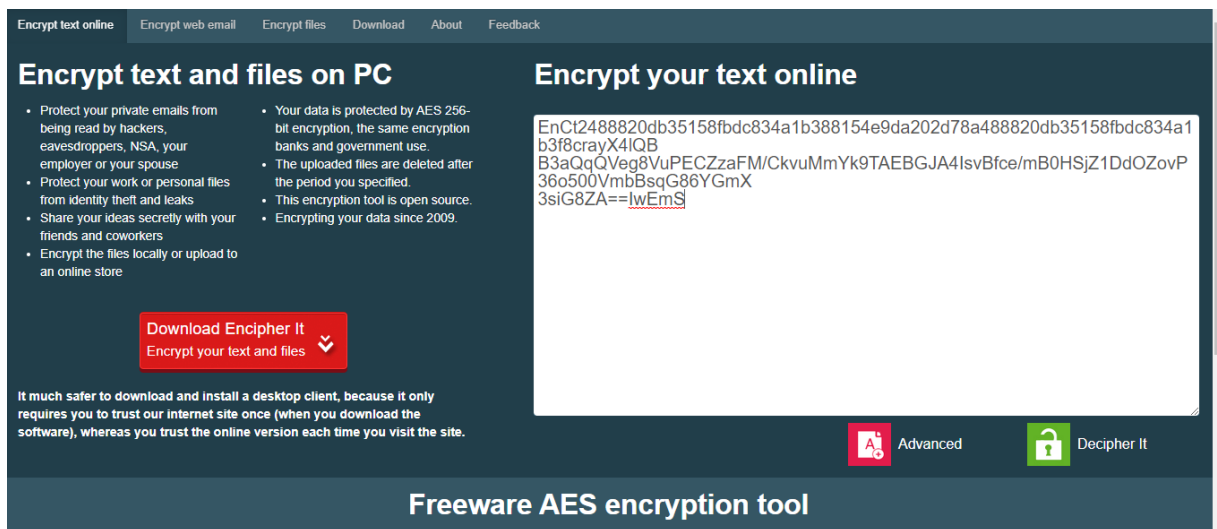 Encrypt text online Encrypt web email Encrypt files Download About Feedback
Encrypt text and files on PC
Protect your private emails from
being read by hackers,
eavesdroppers, NSA, your
employer or your spouse
Protect your work or personal files
from identity theft and leaks
Share your ideas secretly with your
friends and coworkers
Encrypt the files locally or upload to
an online store
Your data is protected by AES 256-
bit encryption, the same encryption
banks and government use.
The uploaded files are deleted after
the period you specified.
This encryption tool is open source.
Encrypting your data since 2009.
Download Encipher It
Encrypt your text and files
It much safer to download and install a desktop client, because it only
requires you to trust our internet site once (when you download the
software), whereas you trust the online version each time you visit the site.
Encrypt your text online
EnCt2488820db35158fbdc834a1b388154e9da202d78a488820db35158fbdc834a1
b3f8crayX4lQB
B3aQqQVeg8VuPECZzaFM/CkvuMmYk9TAEBGJA4IsvBfce/mB0HSjZ1DdOZovP
36o500VmbBsqG86YGmX
3siG8ZA==IwEmS
Advanced
Decipher It
Freeware AES encryption tool